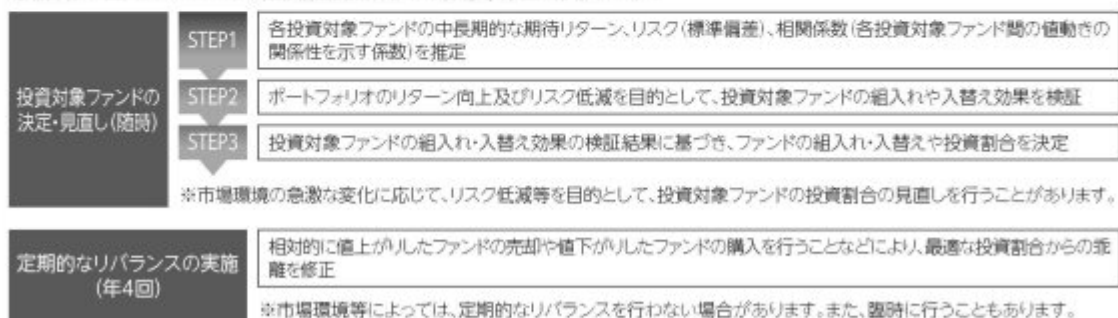 投資対象ファンドの
決定・見直し(随時)
STEP1
各投資対象ファンドの中長期的な期待リターン、リスク(標準偏差)、相関係数(各投資対象ファンド間の値動きの
関係性を示す係数)を推定
STEP2
ポートフォリオのリターン向上及びリスク低減を目的として、投資対象ファンドの組入れや入替え効果を検証
STEP3
投資対象ファンドの組入れ・入替え効果の検証結果に基づき、ファンドの組入れ・入替えや投資割合を決定
※市場環境の急激な変化に応じて、リスク低減等を目的として、投資対象ファンドの投資割合の見直しを行うことがあります。
定期的なリバランスの実施
(年4回)
相対的に値上がりしたファンドの売却や値下がりしたファンドの購入を行うことなどにより、最適な投資割合からの乖
離を修正
※市場環境等によっては、定期的なリバランスを行わない場合があります。また、臨時に行うこともあります。